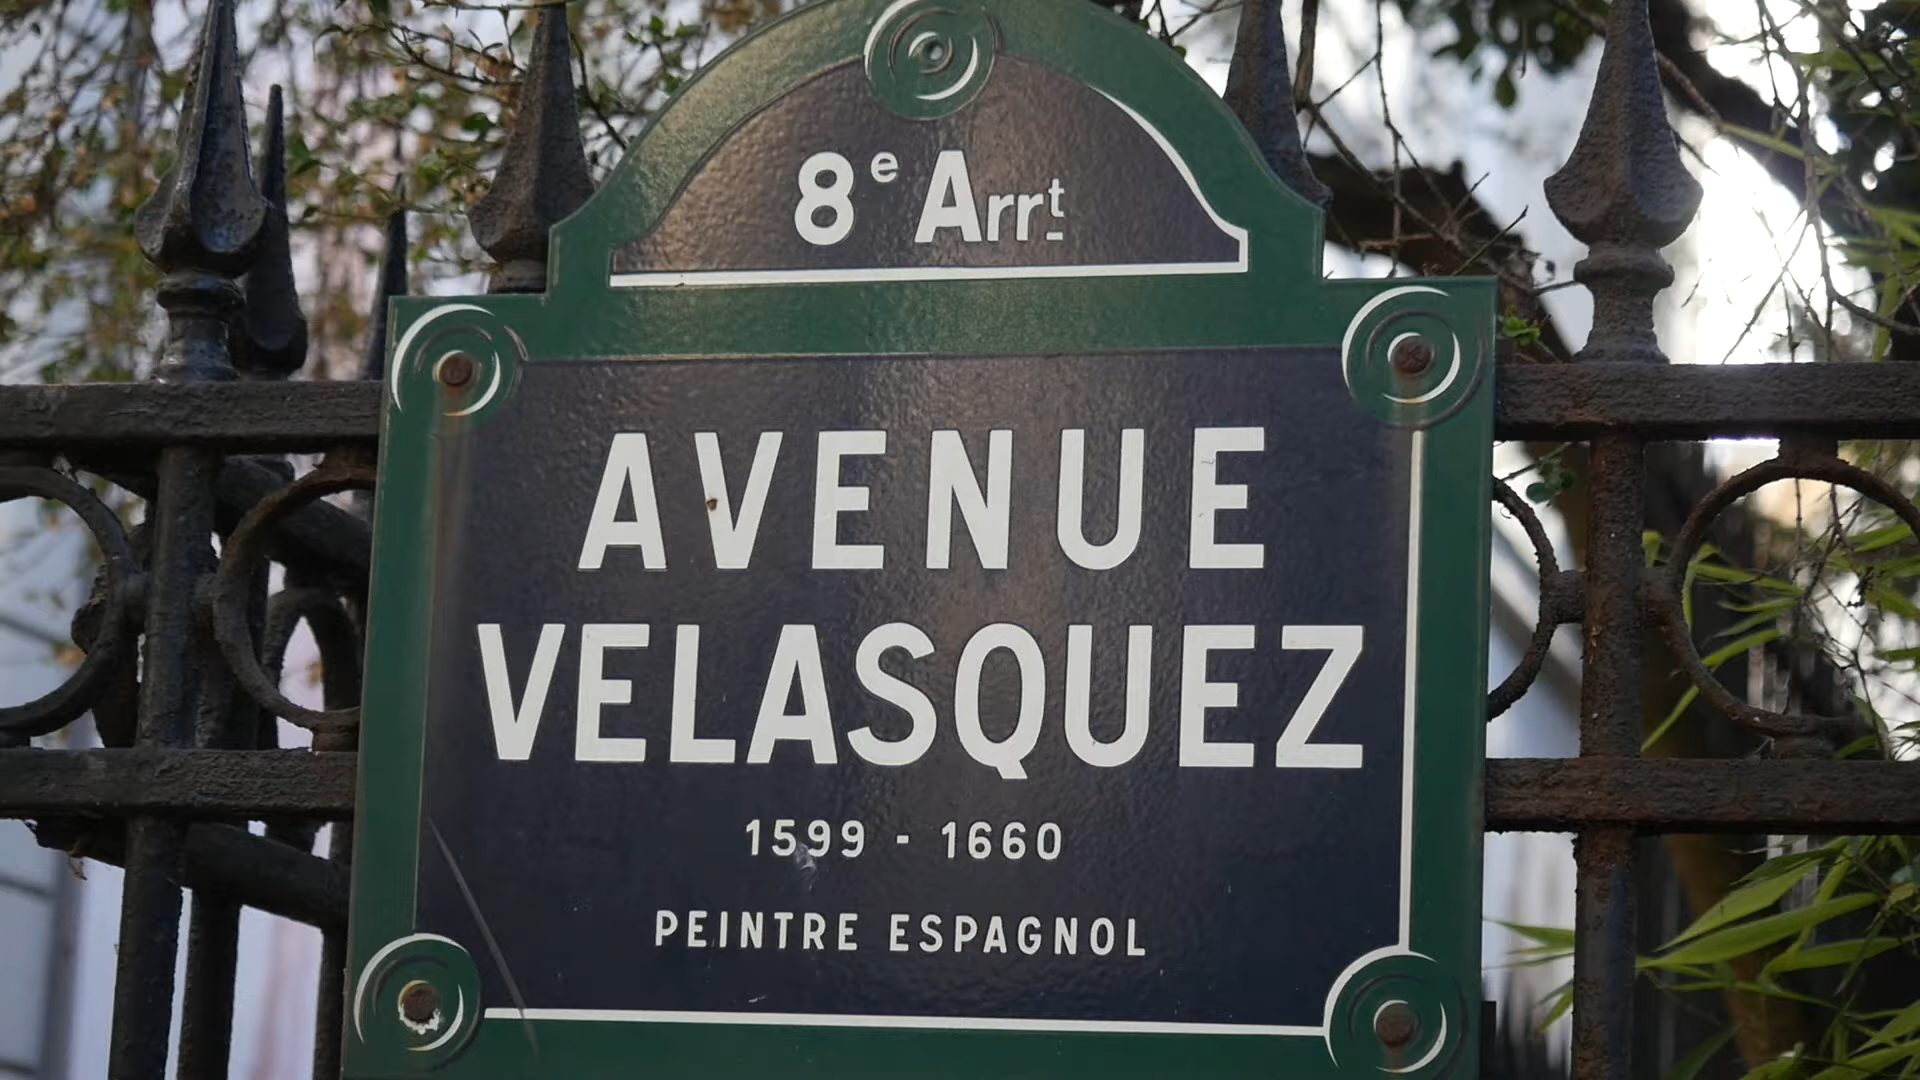 8e Arrt
AVENUE
VELASQUEZ
1599 - 1660
PEINTRE ESPAGNOL